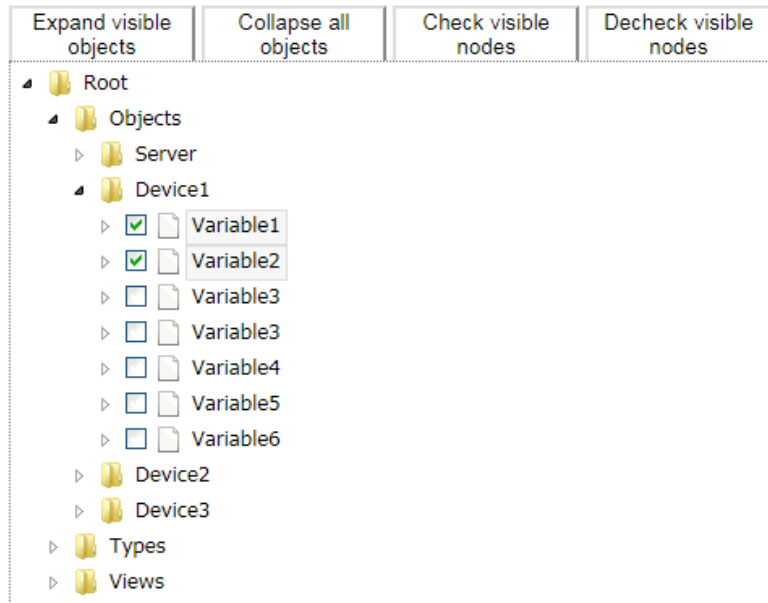 Expand visible
objects
Collapse all
objects
Check visible
nodes
Decheck visible
nodes
Root
Objects
Server
Device1
Variable1
Variable2
Variable3
Variable3
Variable4
Variable5
Variable6
Device2
Device3
Types
Views